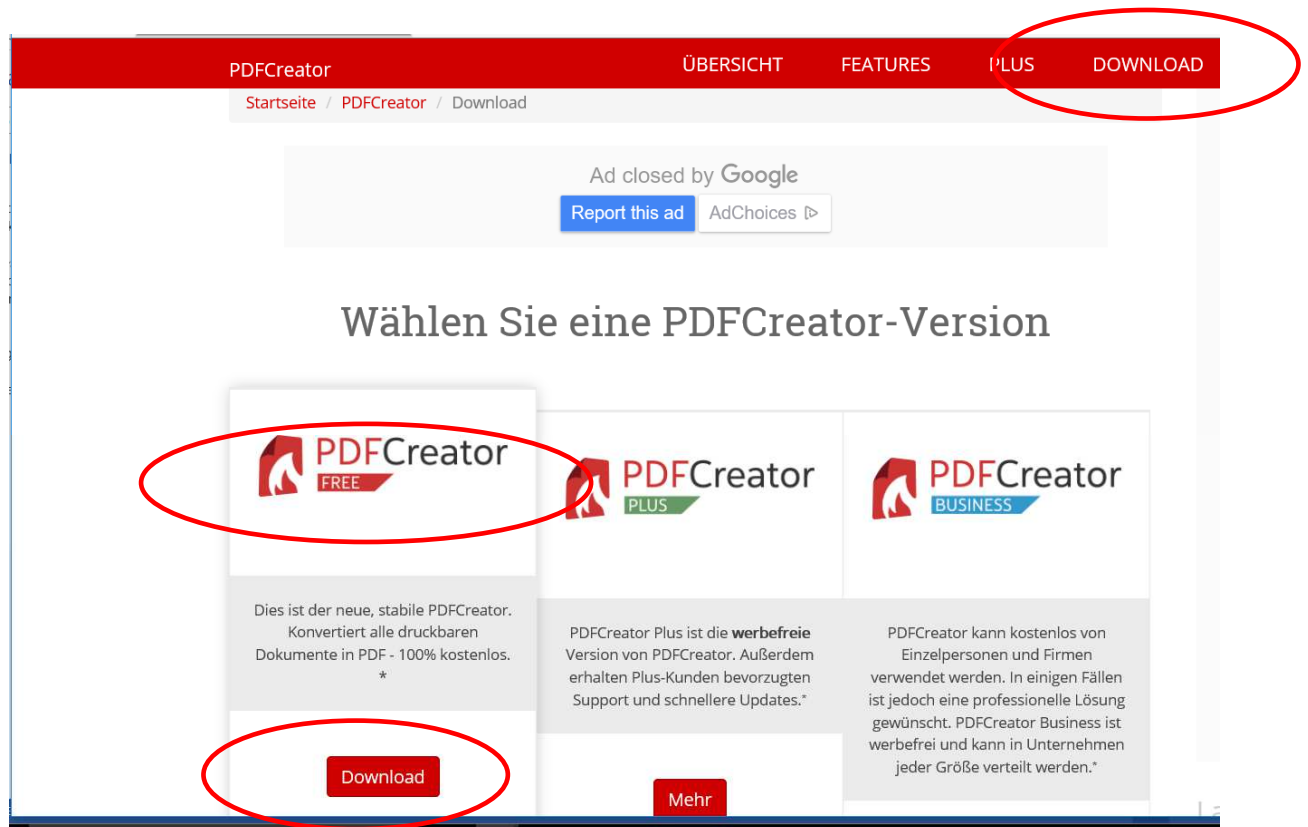 PDFCreator ÜBERSICHT FEATURES PLUS DOWNLOAD
Startseite / PDFCreator / Download
Ad closed by Google
Report this ad AdChoices
Wählen Sie eine PDFCreator-Version
PDFCreator
FREE
Dies ist der neue, stabile PDFCreator.
Konvertiert alle druckbaren
Dokumente in PDF - 100% kostenlos.
*
Download
PDFCreator
PLUS
PDFCreator Plus ist die werbefreie
Version von PDFCreator. Außerdem
erhalten Plus-Kunden bevorzugten
Support und schnellere Updates.*
Mehr
PDFCreator
BUSINESS
PDFCreator kann kostenlos von
Einzelpersonen und Firmen
verwendet werden. In einigen Fällen
ist jedoch eine professionelle Lösung
gewünscht. PDFCreator Business ist
werbefrei und kann in Unternehmen
jeder Größe verteilt werden.*